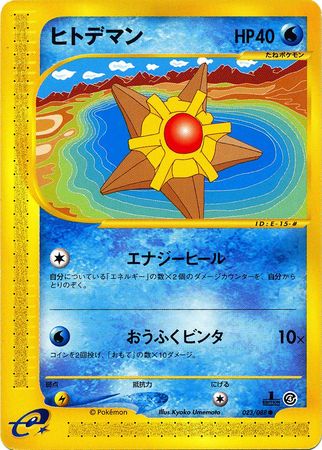 ヒトデマン HP40
たねポケモン
ID:E-15-#
エナジーヒール
自分についている「エネルギー」の数×2個のダメージカウンターを、自分から
とりのぞく。
おうふくビンタ 10×
コインを2回投げ、「おもて」の数×10ダメージ。
弱点 抵抗力 にげる
1
EDITION
© Pokémon Illus.Kyoko Umemoto 023/088
e